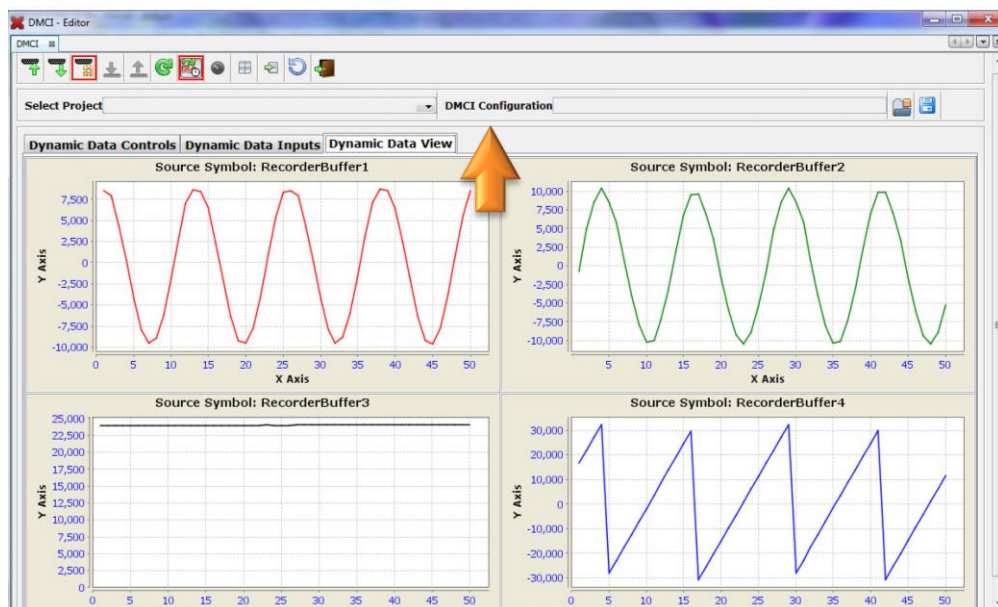 DMCI - Editor
DMCI
Select Project
DMCI Configuration
Dynamic Data Controls Dynamic Data Inputs Dynamic Data View
Source Symbol: RecorderBuffer1
Y Axis
7,500
5,000
2,500
0
-2,500
-5,000
-7,500
-10,000
0 5 10 15 20 25 30 35 40 45 50
X Axis
Source Symbol: RecorderBuffer2
Y Axis
10,000
7,500
5,000
2,500
0
-2,500
-5,000
-7,500
-10,000
5 10 15 20 25 30 35 40 45 50
X Axis
Source Symbol: RecorderBuffer3
Y Axis
25,000
22,500
20,000
17,500
15,000
12,500
10,000
7,500
5,000
2,500
0
0 5 10 15 20 25 30 35 40 45 50
Source Symbol: RecorderBuffer4
Y Axis
30,000
20,000
10,000
0
-10,000
-20,000
-30,000
5 10 15 20 25 30 35 40 45 50